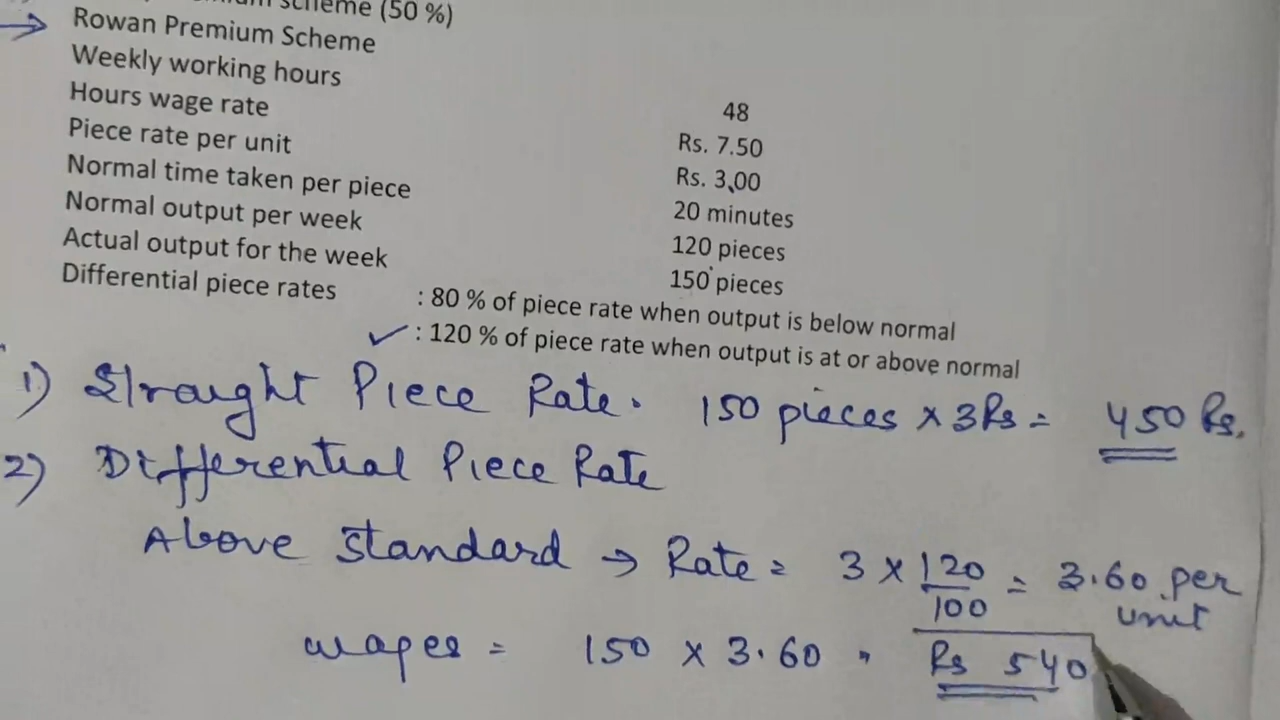 scheme (50 %)
Rowan Premium Scheme
Weekly working hours 48
Hours wage rate Rs. 7.50
Piece rate per unit Rs. 3.00
Normal time taken per piece 20 minutes
Normal output per week 120 pieces
Actual output for the week 150 pieces
Differential piece rates : 80 % of piece rate when output is below normal
: 120 % of piece rate when output is at or above normal
1) Straight Piece Rate. 150 pieces × 3Rs = 450 Rs.
2) Differential Piece Rate
Above Standard → Rate = 3 × 120/100 = 3.60 per unit
wages = 150 × 3.60 = Rs 540